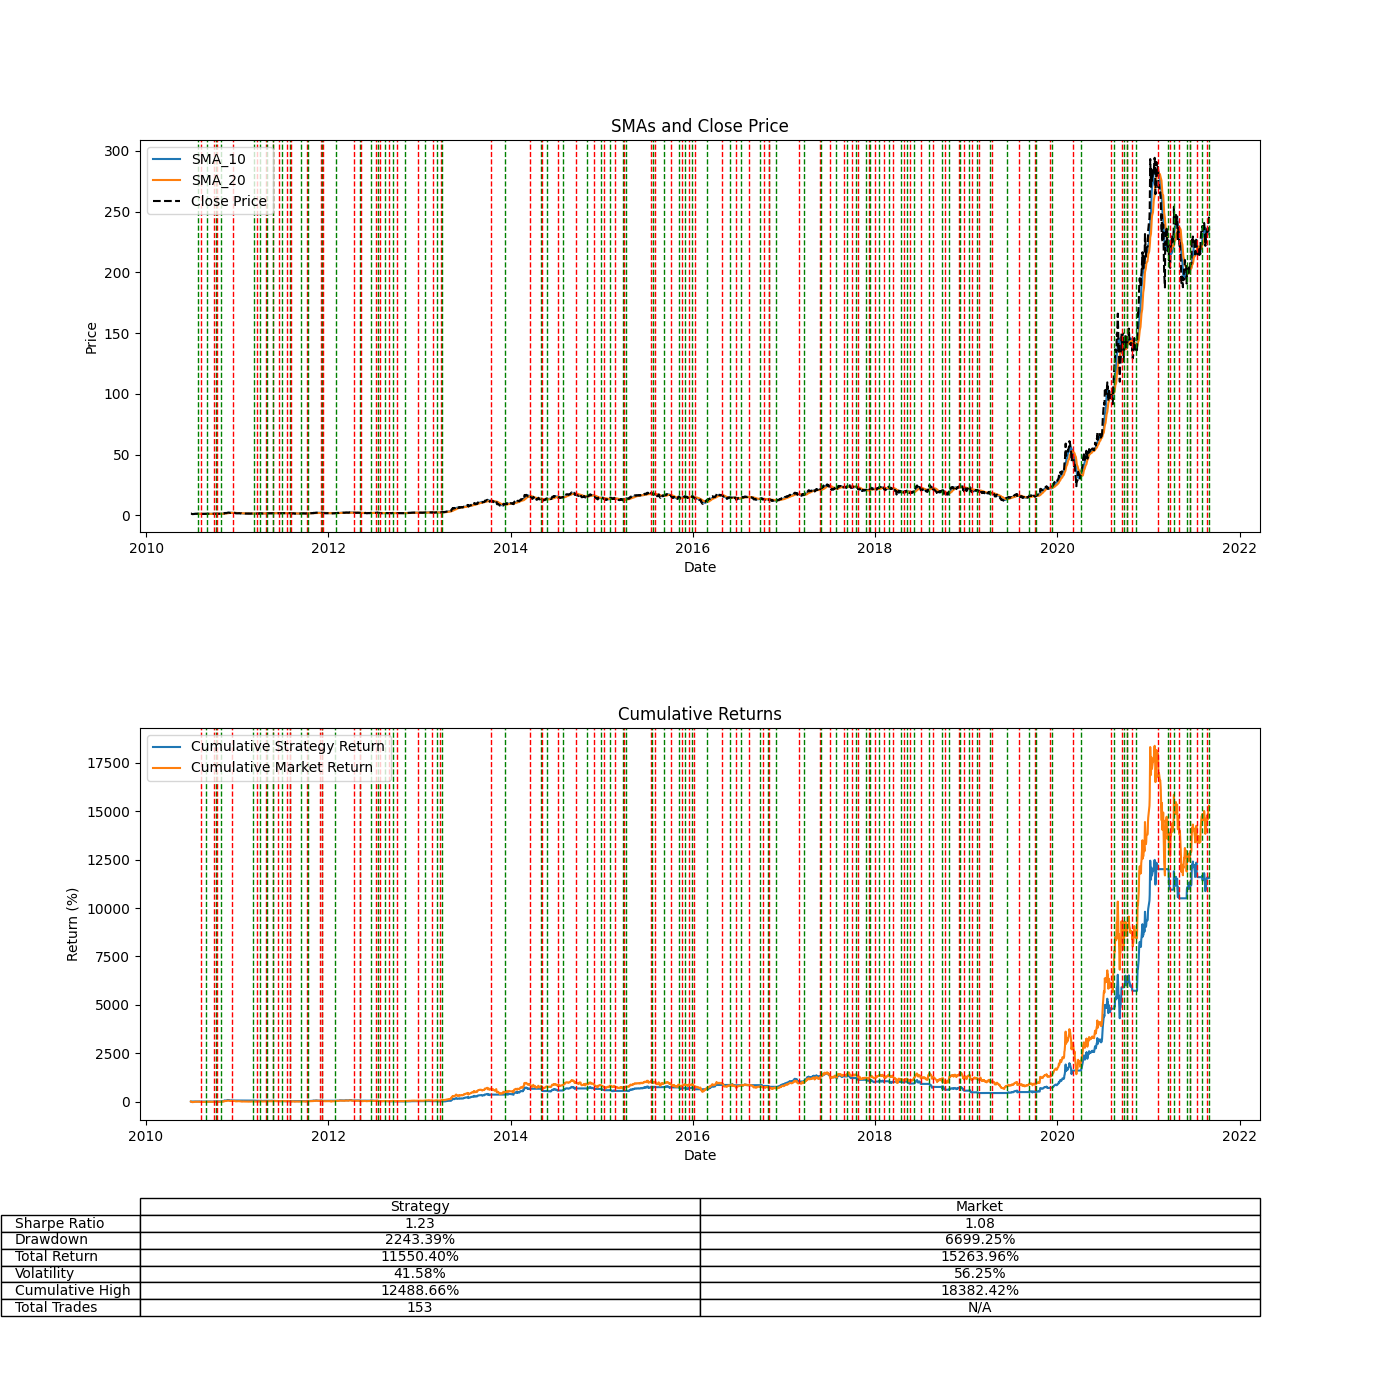 SMAs and Close Price
SMA_10
SMA_20
Close Price
300
250
200
150
100
50
0
Price
2010 2012 2014 2016 2018 2020 2022
Date
Cumulative Returns
Cumulative Strategy Return
Cumulative Market Return
17500
15000
12500
10000
7500
5000
2500
0
Return (%)
2010 2012 2014 2016 2018 2020 2022
Date
Strategy Market
Sharpe Ratio 1.23 1.08
Drawdown 2243.39% 6699.25%
Total Return 11550.40% 15263.96%
Volatility 41.58% 56.25%
Cumulative High 12488.66% 18382.42%
Total Trades 153 N/A